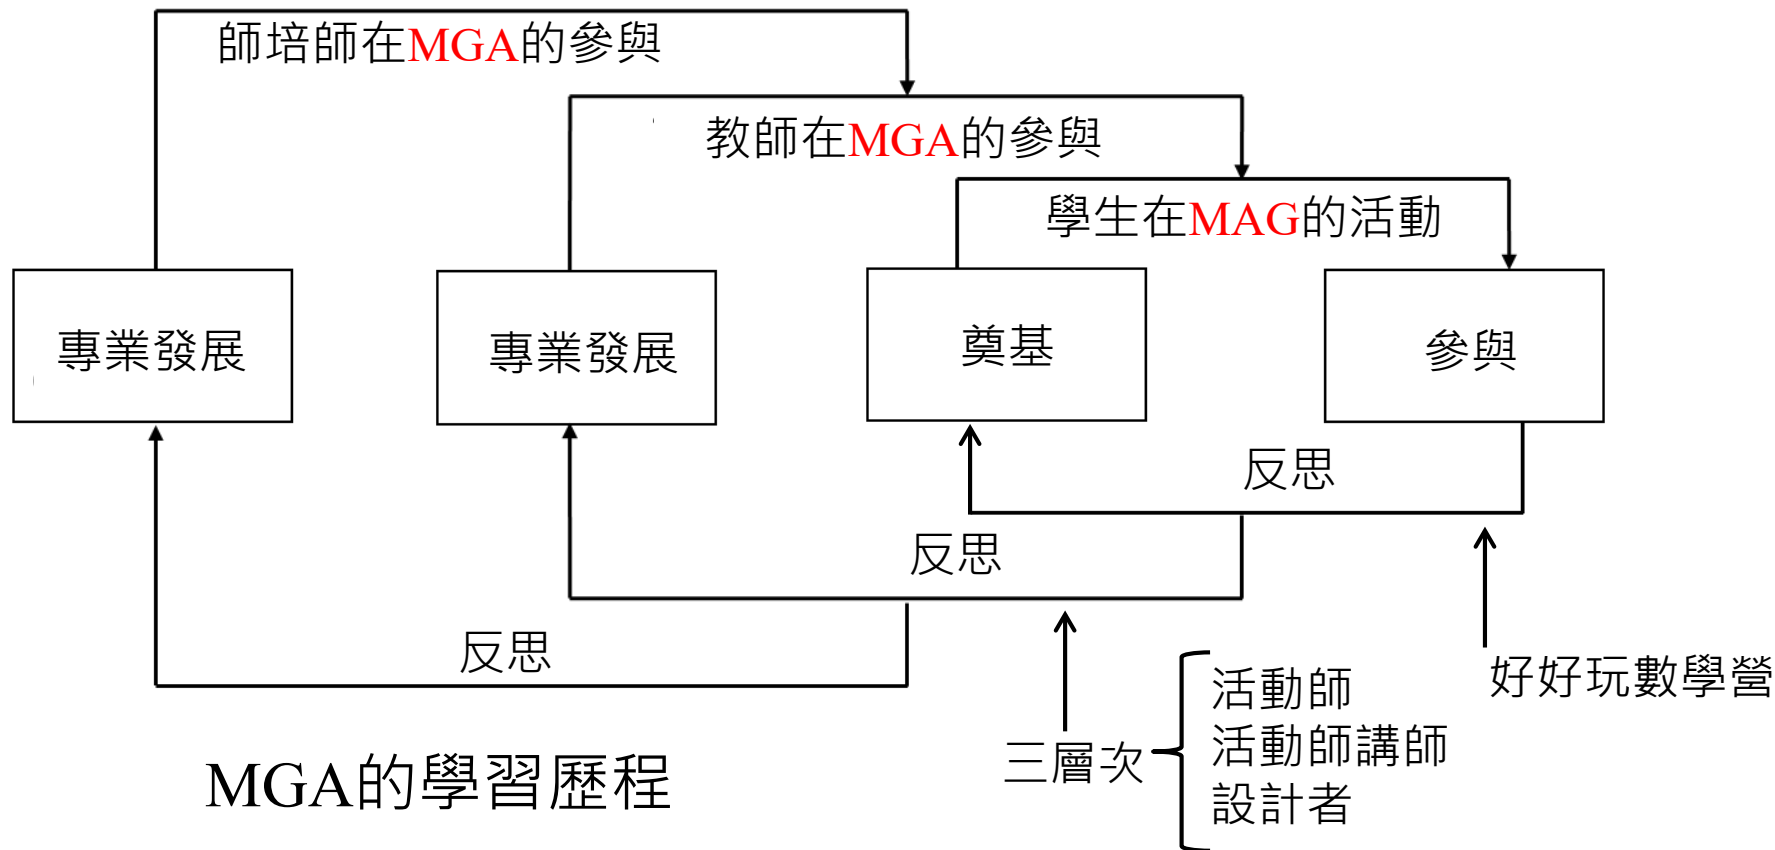 師培師在MGA的參與
教師在MGA的參與
學生在MAG的活動
專業發展
專業發展
奠基
參與
反思
反思
反思
好好玩數學營
三層次
活動師
活動師講師
設計者
MGA的學習歷程